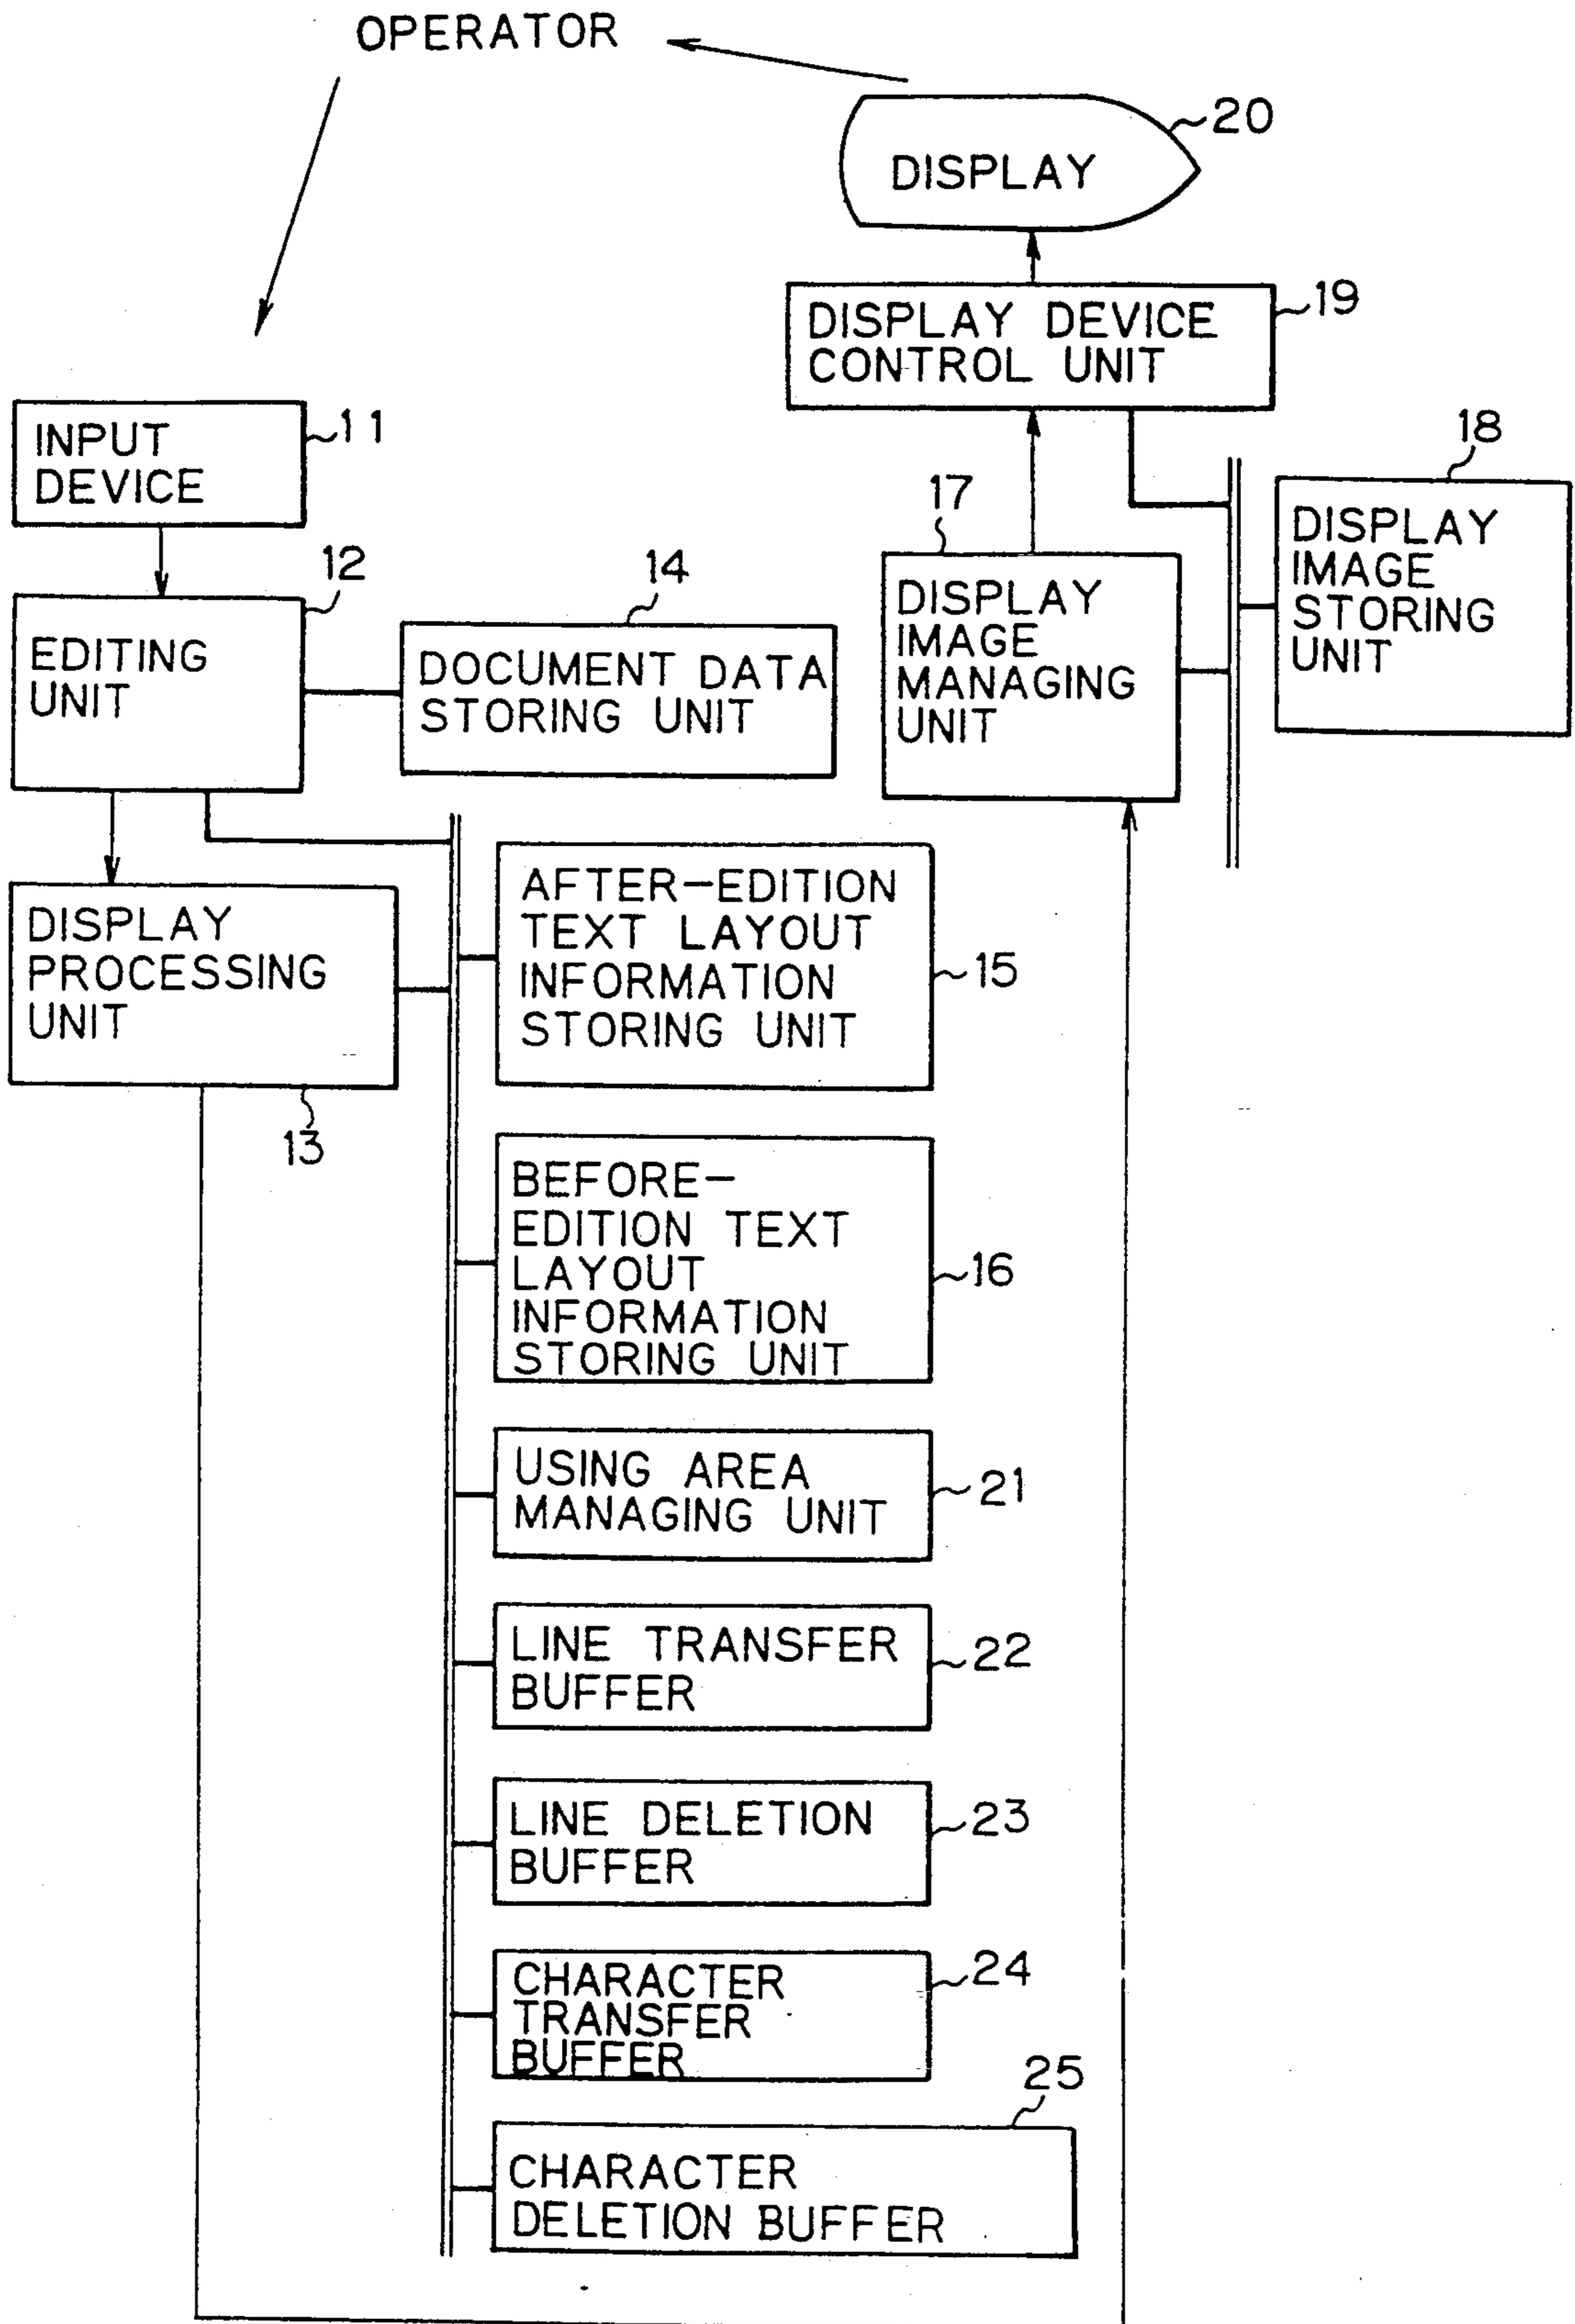 OPERATOR
20
DISPLAY
19
DISPLAY DEVICE
CONTROL UNIT
11
INPUT
DEVICE
18
DISPLAY
IMAGE
STORING
UNIT
17
DISPLAY
IMAGE
MANAGING
UNIT
12
EDITING
UNIT
14
DOCUMENT DATA
STORING UNIT
DISPLAY
PROCESSING
UNIT
13
AFTER-EDITION
TEXT LAYOUT
INFORMATION
STORING UNIT
15
BEFORE-
EDITION TEXT
LAYOUT
INFORMATION
STORING UNIT
16
USING AREA
MANAGING UNIT
21
LINE TRANSFER
BUFFER
22
LINE DELETION
BUFFER
23
CHARACTER
TRANSFER
BUFFER
24
25
CHARACTER
DELETION BUFFER